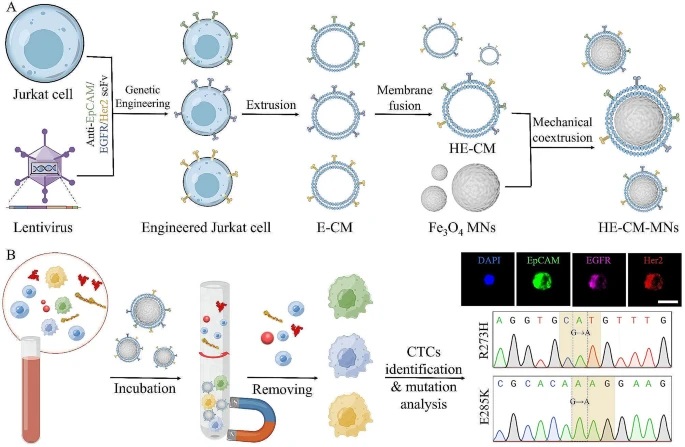 A
Jurkat cell
Lentivirus
Anti-EpCAM/
EGFR/Her2 scFv
Genetic
Engineering
Engineered Jurkat cell
Extrusion
E-CM
Membrane
fusion
HE-CM
Fe₃O₄ MNs
Mechanical
coextrusion
HE-CM-MNs
B
Incubation
Removing
CTCs
identification
& mutation
analysis
DAPI
EpCAM
EGFR
Her2
R273H
A G G T G C A T G T T T G
G→A
E285K
C G C A C A A A G G A A G
G→A